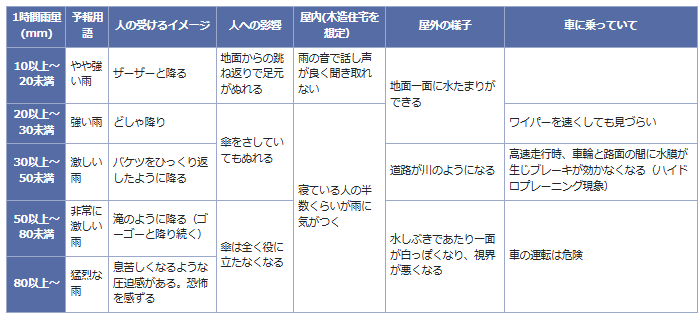 1時間雨量
(mm)
予報用
語
人の受けるイメージ
人への影響
屋内(木造住宅を
想定)
屋外の様子
車に乗っていて
10以上～
20未満
やや強
い雨
ザーザーと降る
地面からの跳
ね返りで足元
がぬれる
雨の音で話し声
が良く聞き取れ
ない
地面一面に水たまりが
できる
20以上～
30未満
強い雨
どしゃ降り
傘をさしてい
てもぬれる
寝ている人の半
数くらいが雨に
気がつく
ワイパーを速くしても見づらい
30以上～
50未満
激しい
雨
バケツをひっくり返
したように降る
道路が川のようになる
高速走行時、車輪と路面の間に水膜が
生じブレーキが効かなくなる（ハイド
ロプレーニング現象）
50以上～
80未満
非常に
激しい
雨
滝のように降る（ゴ
ーゴーと降り続く）
傘は全く役に
立たなくなる
水しぶきであたり一面
が白っぽくなり、視界
が悪くなる
車の運転は危険
80以上～
猛烈な
雨
息苦しくなるような
圧迫感がある。恐怖
を感ずる